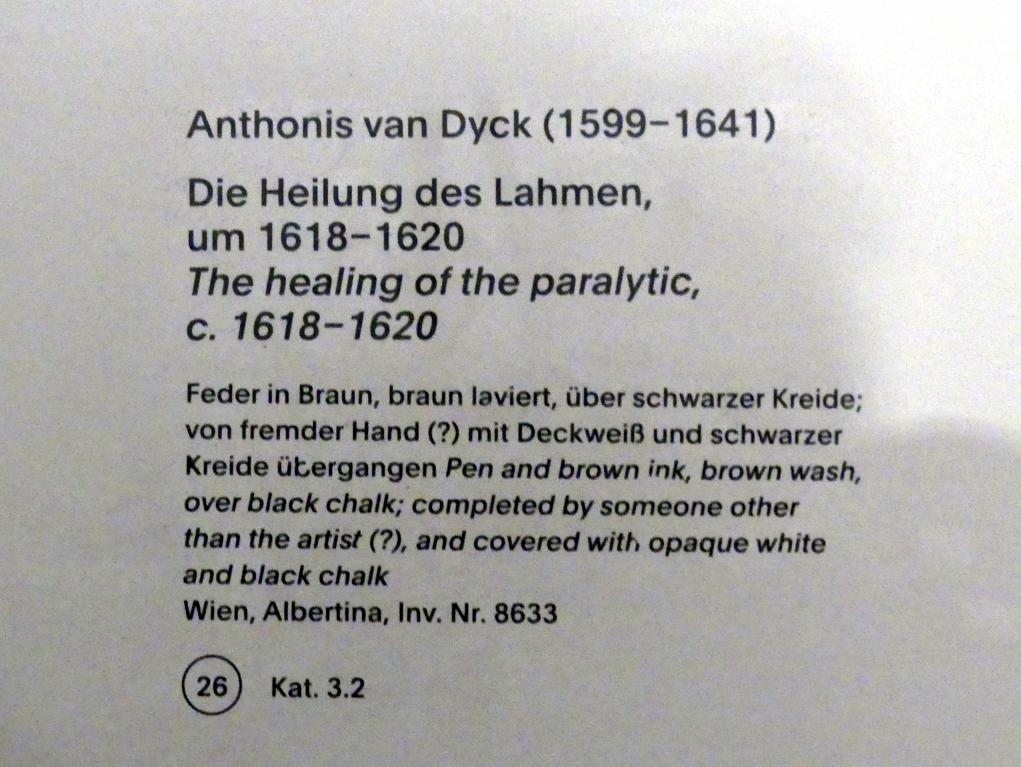 Anthonis van Dyck (1599–1641)
Die Heilung des Lahmen,
um 1618–1620
The healing of the paralytic,
c. 1618–1620
Feder in Braun, braun laviert, über schwarzer Kreide;
von fremder Hand (?) mit Deckweiß und schwarzer
Kreide übergangen Pen and brown ink, brown wash,
over black chalk; completed by someone other
than the artist (?), and covered with opaque white
and black chalk
Wien, Albertina, Inv. Nr. 8633
26 Kat. 3.2